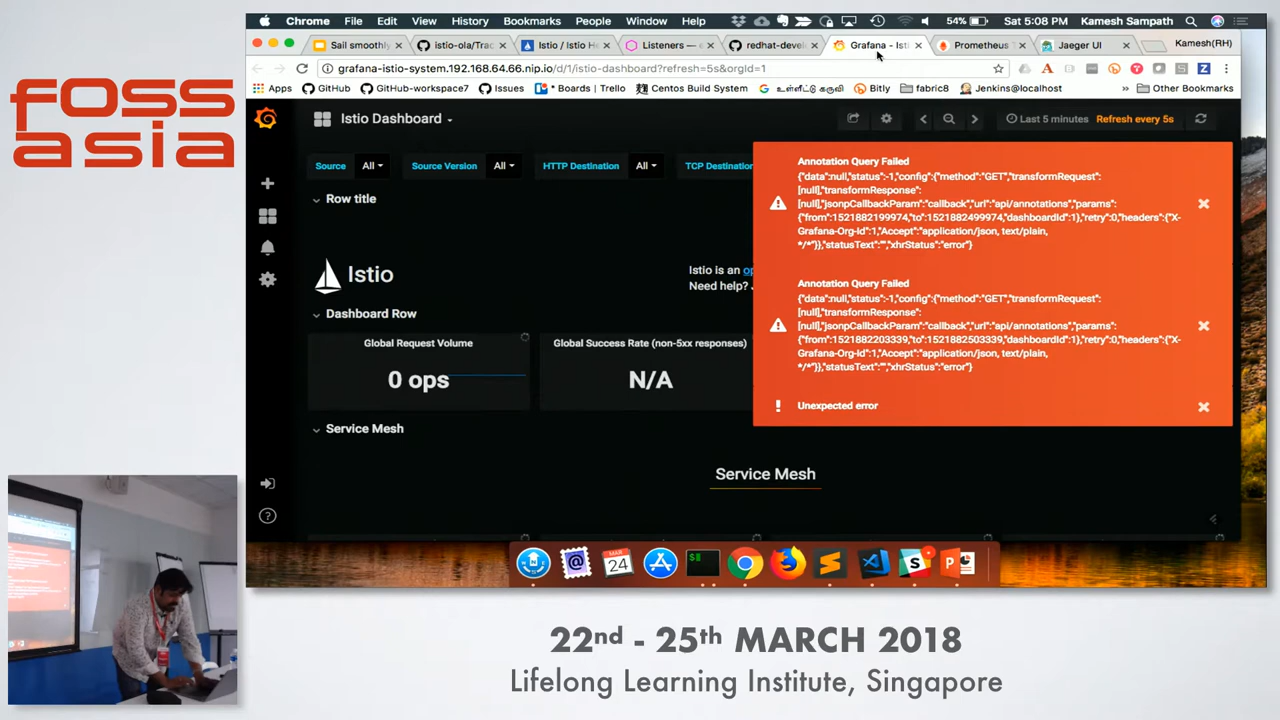 FOSS
asia
Chrome File Edit View History Bookmarks People Window Help 54% Sat 5:08 PM Kamesh Sampath
Sail smoothly istio-ola/Trac Istio / Istio He Listeners — redhat-devel Grafana - Isti Prometheus Jaeger UI Kamesh(RH)
grafana-istio-system.192.168.64.66.nip.io/d/1/istio-dashboard?refresh=5s&orgId=1
Apps GitHub GitHub-workspace7 Issues * Boards | Trello Centos Build System உள்ளீட்டு கருவி Bitly fabric8 Jenkins@localhost » Other Bookmarks
Istio Dashboard Last 5 minutes Refresh every 5s
Source All Source Version All HTTP Destination All TCP Destination
Row title
Istio
Istio is an op
Need help?
Dashboard Row
Global Request Volume
0 ops
Global Success Rate (non-5xx responses)
N/A
Service Mesh
Service Mesh
Annotation Query Failed
{"data":null,"status":-1,"config":{"method":"GET","transformRequest":
[null],"transformResponse":
[null],"jsonpCallbackParam":"callback","url":"api/annotations","params":
{"from":1521882199974,"to":1521882499974,"dashboardId":1},"retry":0,"headers":{"X-
Grafana-Org-Id":1,"Accept":"application/json, text/plain,
*/*"}},"statusText":"","xhrStatus":"error"}
Annotation Query Failed
{"data":null,"status":-1,"config":{"method":"GET","transformRequest":
[null],"transformResponse":
[null],"jsonpCallbackParam":"callback","url":"api/annotations","params":
{"from":1521882203339,"to":1521882503339,"dashboardId":1},"retry":0,"headers":{"X-
Grafana-Org-Id":1,"Accept":"application/json, text/plain,
*/*"}},"statusText":"","xhrStatus":"error"}
Unexpected error
MAR
24
22nd - 25th MARCH 2018
Lifelong Learning Institute, Singapore